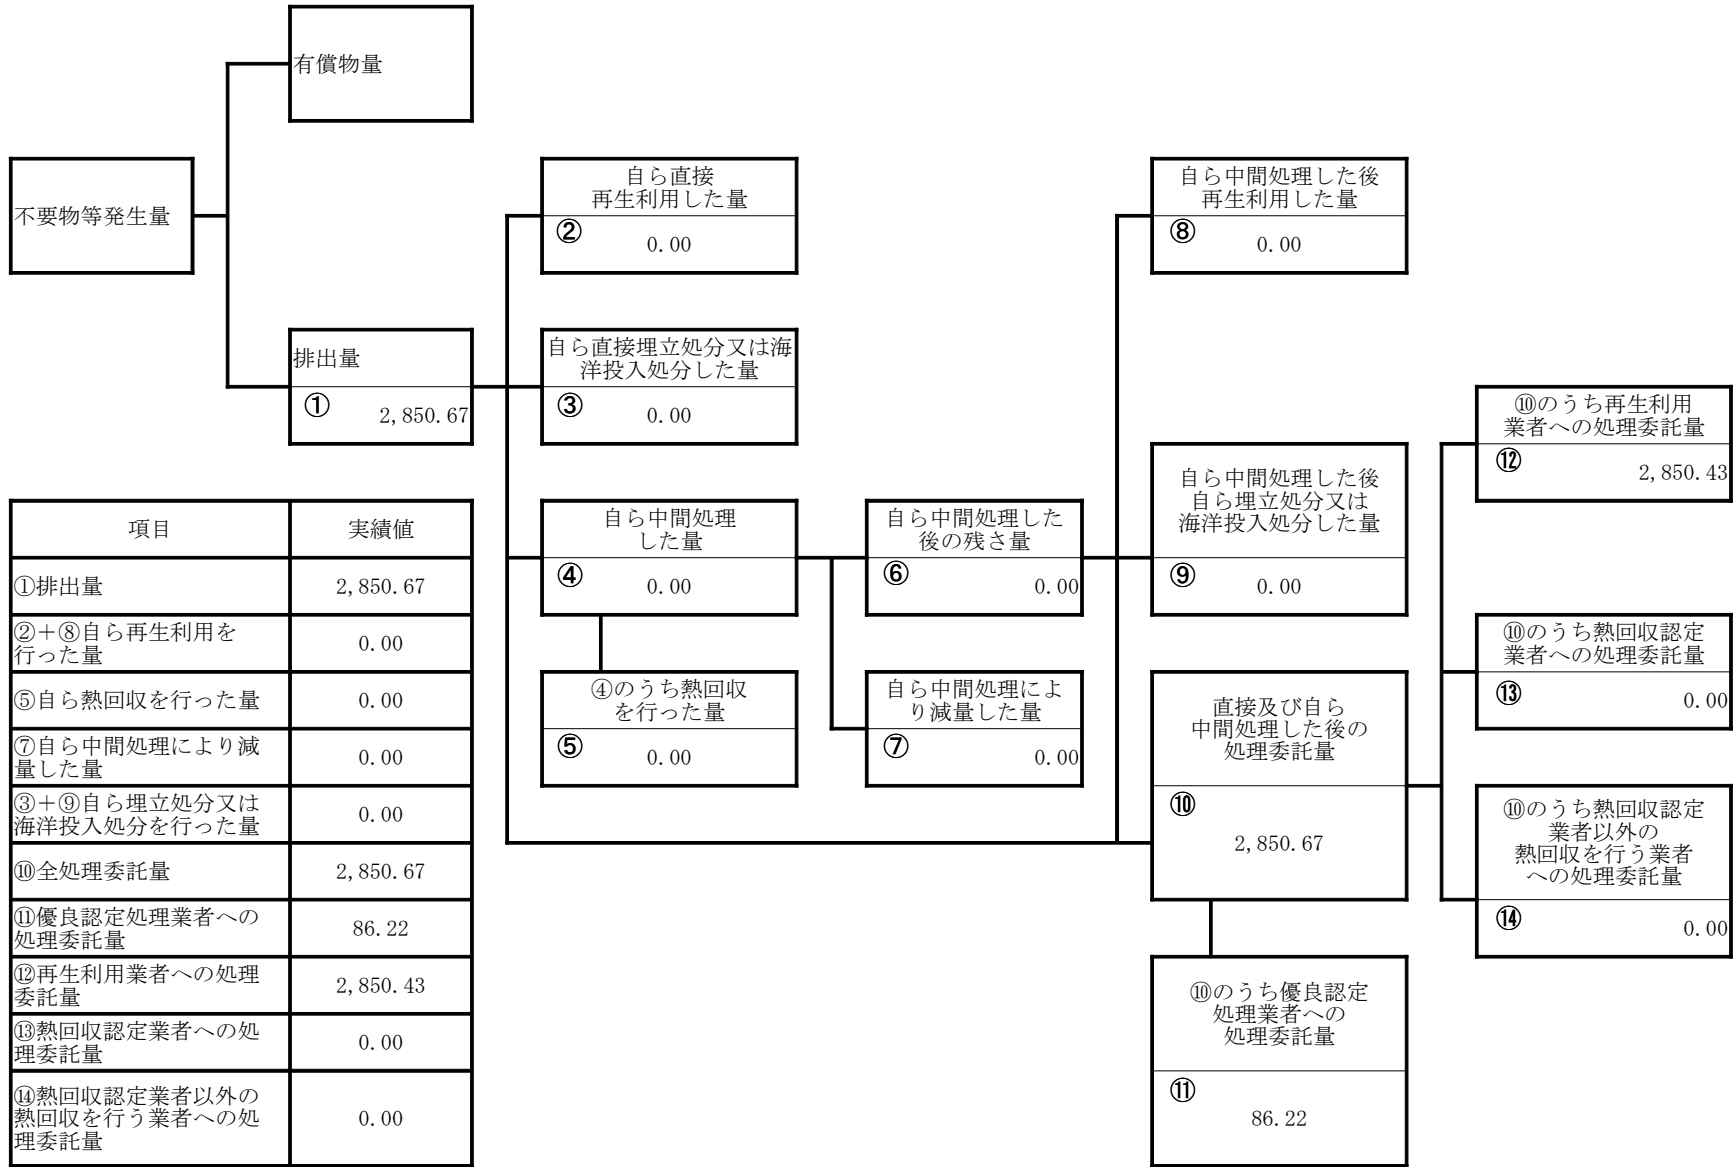 有償物量
不要物等発生量
自ら直接
再生利用した量
②
0.00
自ら中間処理した後
再生利用した量
⑧
0.00
排出量
①
2,850.67
自ら直接埋立処分又は海
洋投入処分した量
③
0.00
⑩のうち再生利用
業者への処理委託量
⑫
2,850.43
自ら中間処理
した量
④
0.00
自ら中間処理した
後の残さ量
⑥
0.00
自ら中間処理した後
自ら埋立処分又は
海洋投入処分した量
⑨
0.00
④のうち熱回収
を行った量
⑤
0.00
自ら中間処理によ
り減量した量
⑦
0.00
直接及び自ら
中間処理した後の
処理委託量
⑩
2,850.67
⑩のうち熱回収認定
業者への処理委託量
⑬
0.00
⑩のうち熱回収認定
業者以外の
熱回収を行う業者
への処理委託量
⑭
0.00
⑩のうち優良認定
処理業者への
処理委託量
⑪
86.22
項目
実績値
①排出量
2,850.67
②＋⑧自ら再生利用を
行った量
0.00
⑤自ら熱回収を行った量
0.00
⑦自ら中間処理により減
量した量
0.00
③＋⑨自ら埋立処分又は
海洋投入処分を行った量
0.00
⑩全処理委託量
2,850.67
⑪優良認定処理業者への
処理委託量
86.22
⑫再生利用業者への処理
委託量
2,850.43
⑬熱回収認定業者への処
理委託量
0.00
⑭熱回収認定業者以外の
熱回収を行う業者への処
理委託量
0.00